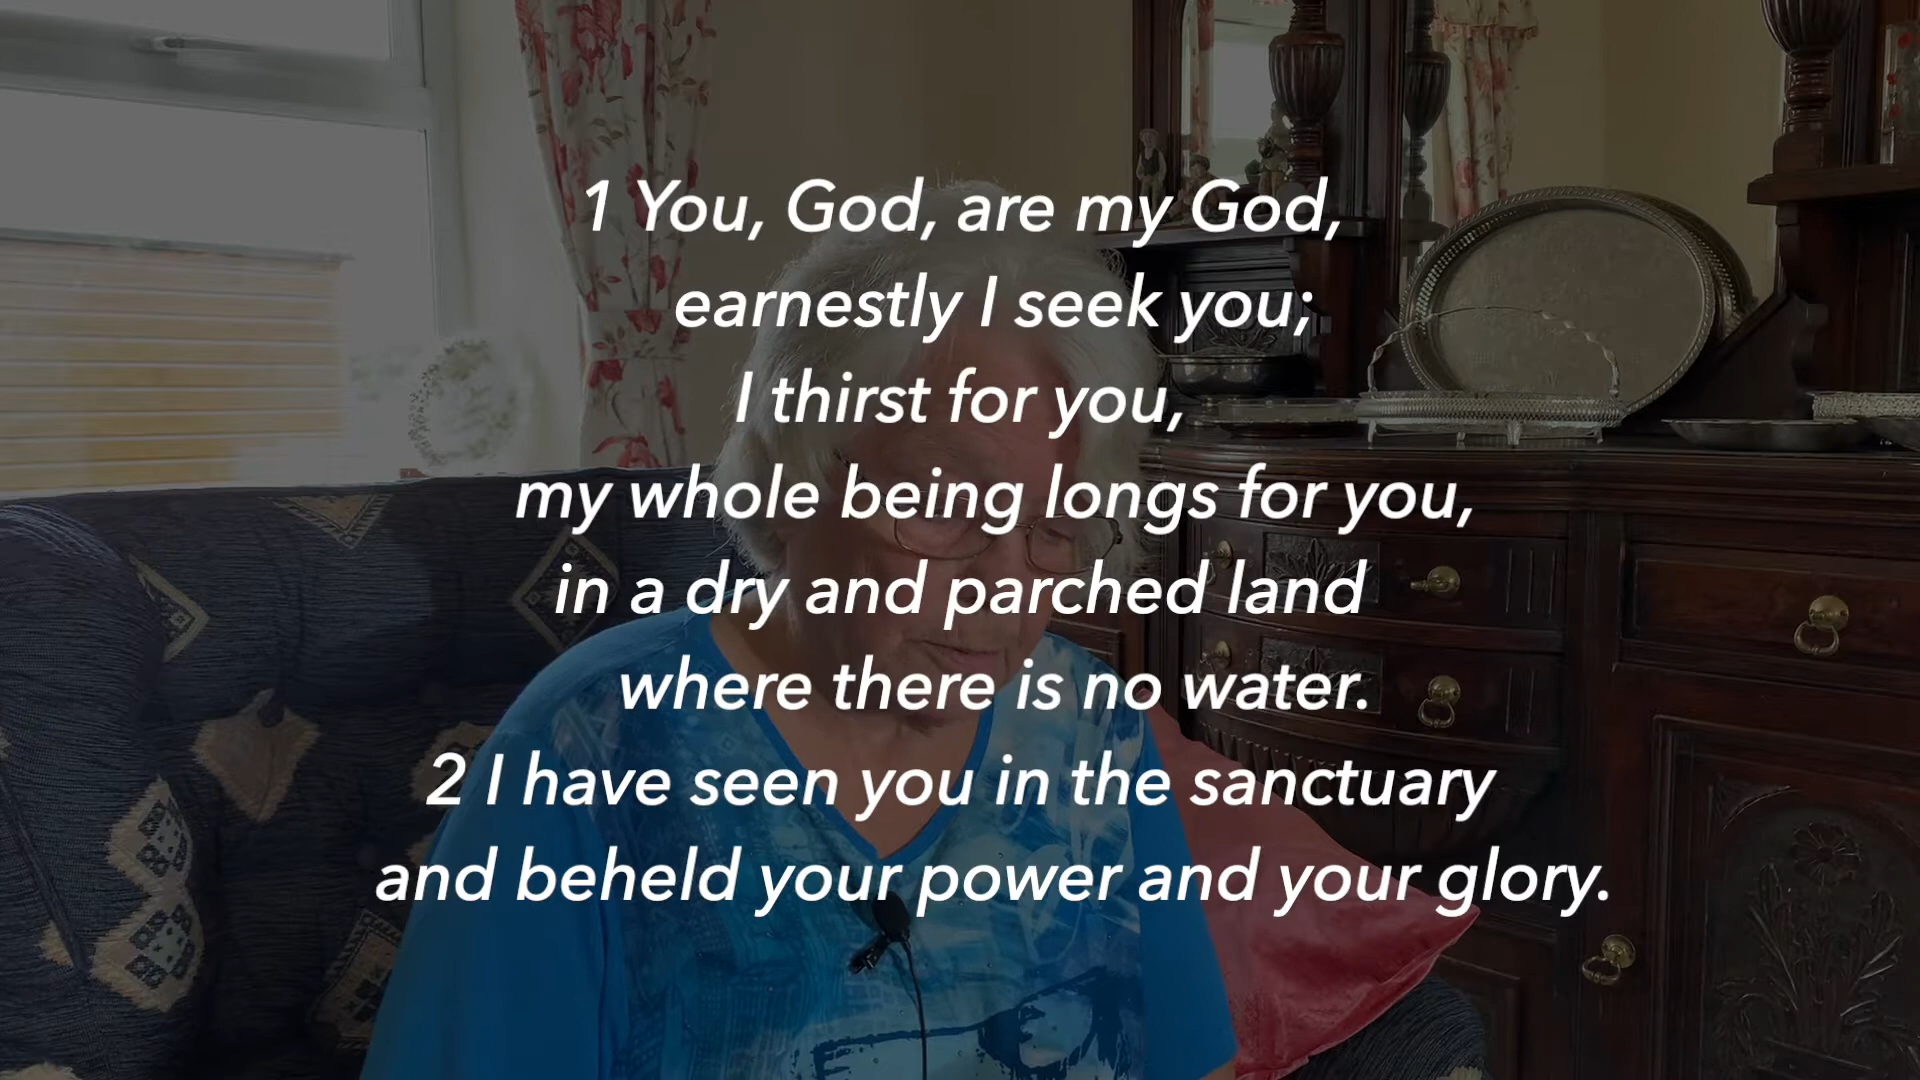 1 You, God, are my God,
earnestly I seek you;
I thirst for you,
my whole being longs for you,
in a dry and parched land
where there is no water.
2 I have seen you in the sanctuary
and beheld your power and your glory.